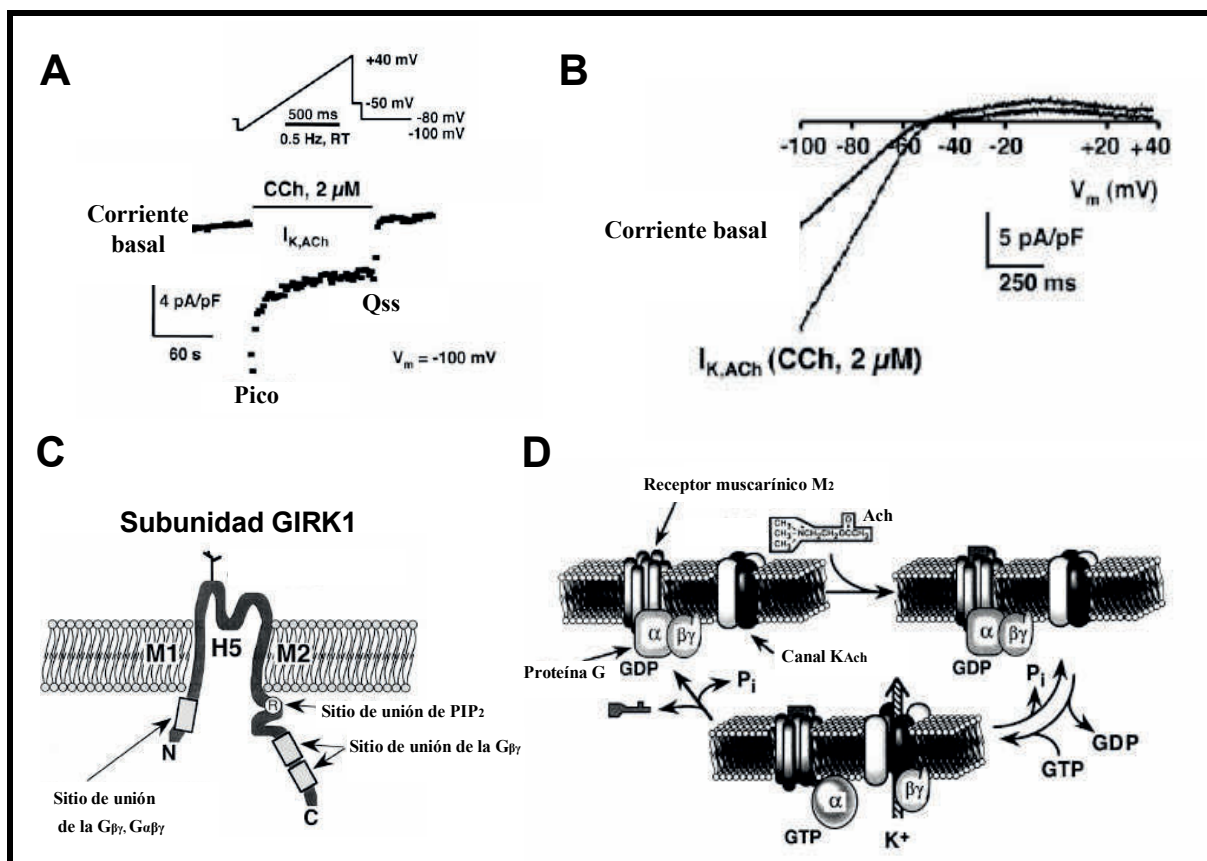 A
+40 mV
-50 mV
500 ms
-80 mV
0.5 Hz, RT
-100 mV
CCh, 2 µM
Corriente
basal
I_K,ACh
4 pA/pF
Qss
60 s
V_m = -100 mV
Pico
B
-100 -80 -60 -40 -20 +20 +40
V_m (mV)
Corriente basal
5 pA/pF
250 ms
I_K,ACh (CCh, 2 µM)
C
Subunidad GIRK1
M1 H5 M2
R
Sitio de unión de PIP2
Sitio de unión de la Gβγ
N
C
Sitio de unión
de la Gβγ, Gαβγ
D
Receptor muscarínico M2
Ach
CH3
CH3 NCH2CH2OCCH3
CH3
O
α βγ
Proteína G
GDP
Canal KAch
α βγ
GDP
Pi
Pi
GDP
GTP
α βγ
GTP
K+